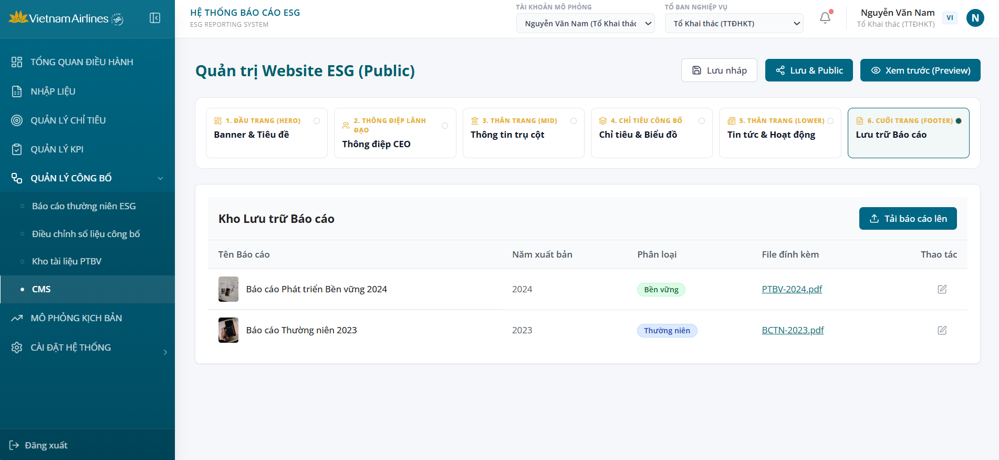 Vietnam Airlines
HỆ THỐNG BÁO CÁO ESG
ESG REPORTING SYSTEM
TÀI KHOẢN MÔ PHỎNG
Nguyễn Văn Nam (Tổ Khai thác
TỔ BAN NGHIỆP VỤ
Tổ Khai thác (TTĐHKT)
Nguyễn Văn Nam
Tổ Khai thác (TTĐHKT)
VI
N
TỔNG QUAN ĐIỀU HÀNH
NHẬP LIỆU
QUẢN LÝ CHỈ TIÊU
QUẢN LÝ KPI
QUẢN LÝ CÔNG BỐ
Báo cáo thường niên ESG
Điều chỉnh số liệu công bố
Kho tài liệu PTBV
CMS
MÔ PHỎNG KỊCH BẢN
CÀI ĐẶT HỆ THỐNG
Đăng xuất
Quản trị Website ESG (Public)
Lưu nháp
Lưu & Public
Xem trước (Preview)
1. ĐẦU TRANG (HERO)
Banner & Tiêu đề
2. THÔNG ĐIỆP LÃNH
ĐẠO
Thông điệp CEO
3. THÂN TRANG (MID)
Thông tin trụ cột
4. CHỈ TIÊU CÔNG BỐ
Chỉ tiêu & Biểu đồ
5. THÂN TRANG (LOWER)
Tin tức & Hoạt động
6. CUỐI TRANG (FOOTER)
Lưu trữ Báo cáo
Kho Lưu trữ Báo cáo
Tải báo cáo lên
Tên Báo cáo Năm xuất bản Phân loại File đính kèm Thao tác
Báo cáo Phát triển Bền vững 2024 2024 Bền vững PTBV-2024.pdf
Báo cáo Thường niên 2023 2023 Thường niên BCTN-2023.pdf